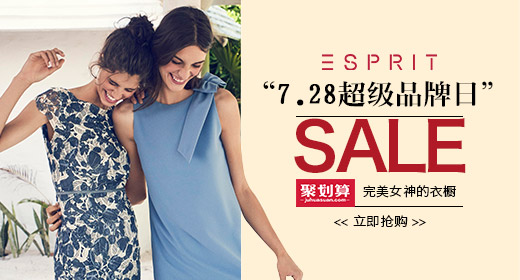 ESPRIT
“7.28超级品牌日”
SALE
聚划算
juhuasuan.com
完美女神的衣橱
<< 立即抢购 >>